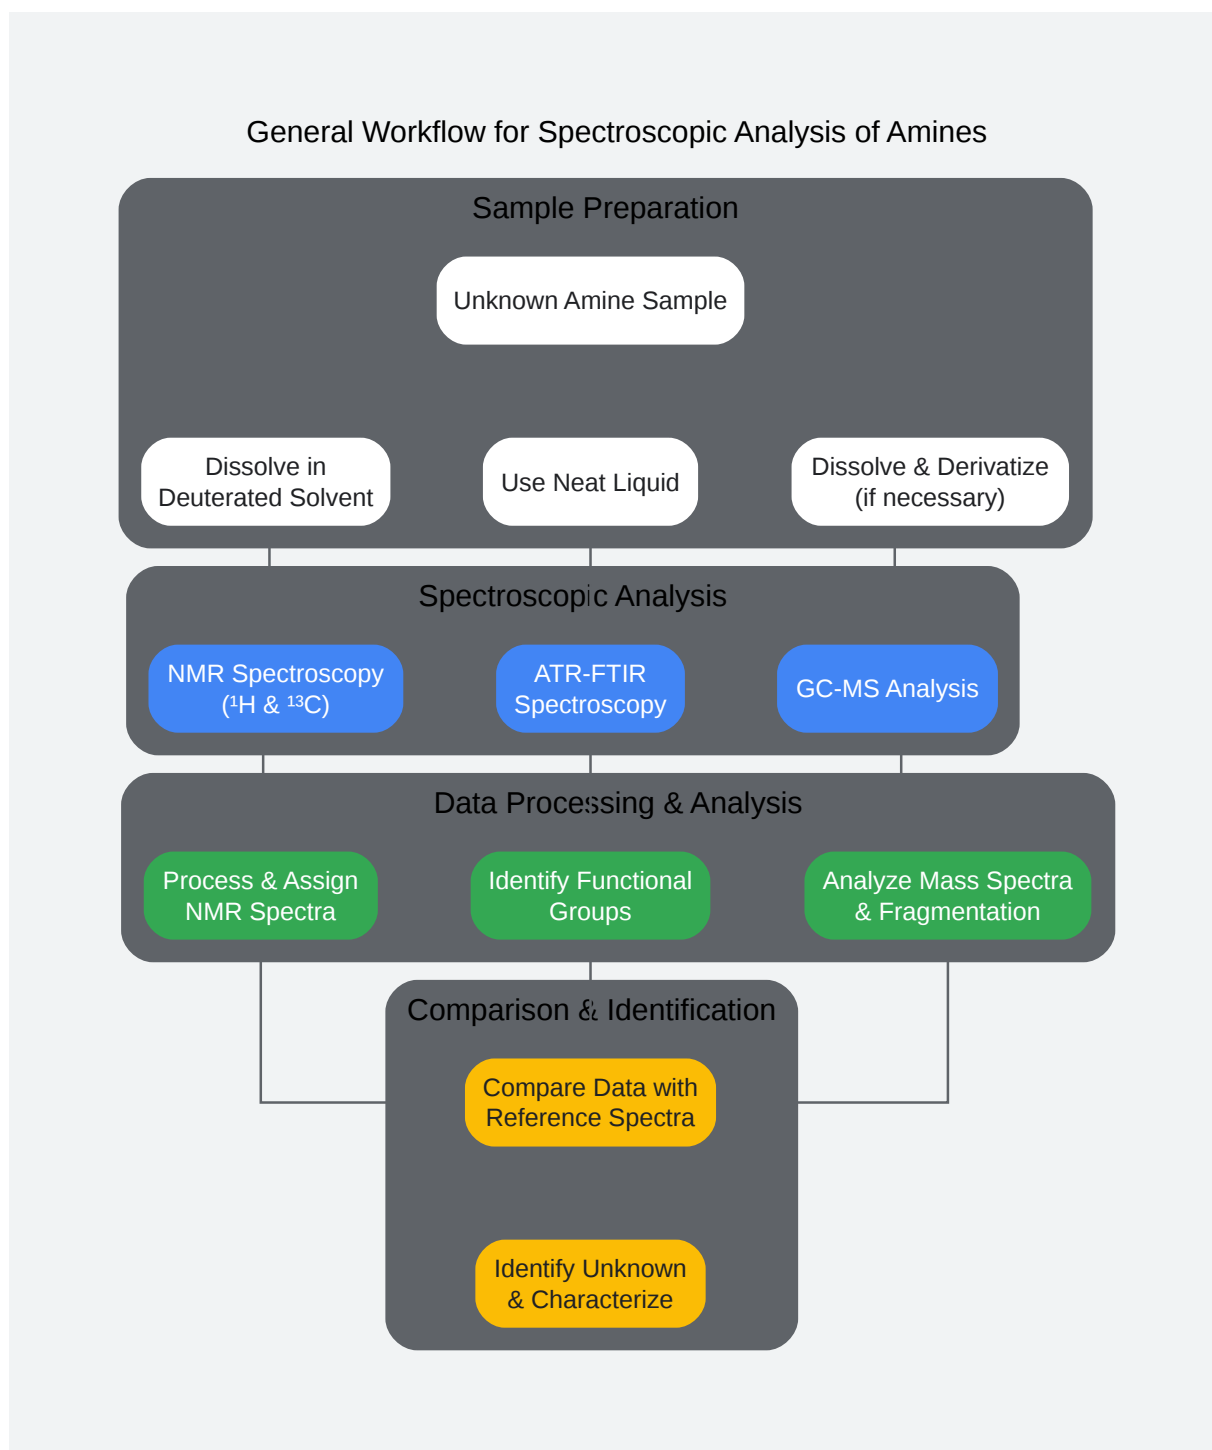 General Workflow for Spectroscopic Analysis of Amines
Sample Preparation
Unknown Amine Sample
Dissolve in
Deuterated Solvent
Use Neat Liquid
Dissolve & Derivatize
(if necessary)
Spectroscopic Analysis
NMR Spectroscopy
(¹H & ¹³C)
ATR-FTIR
Spectroscopy
GC-MS Analysis
Data Processing & Analysis
Process & Assign
NMR Spectra
Identify Functional
Groups
Analyze Mass Spectra
& Fragmentation
Comparison & Identification
Compare Data with
Reference Spectra
Identify Unknown
& Characterize